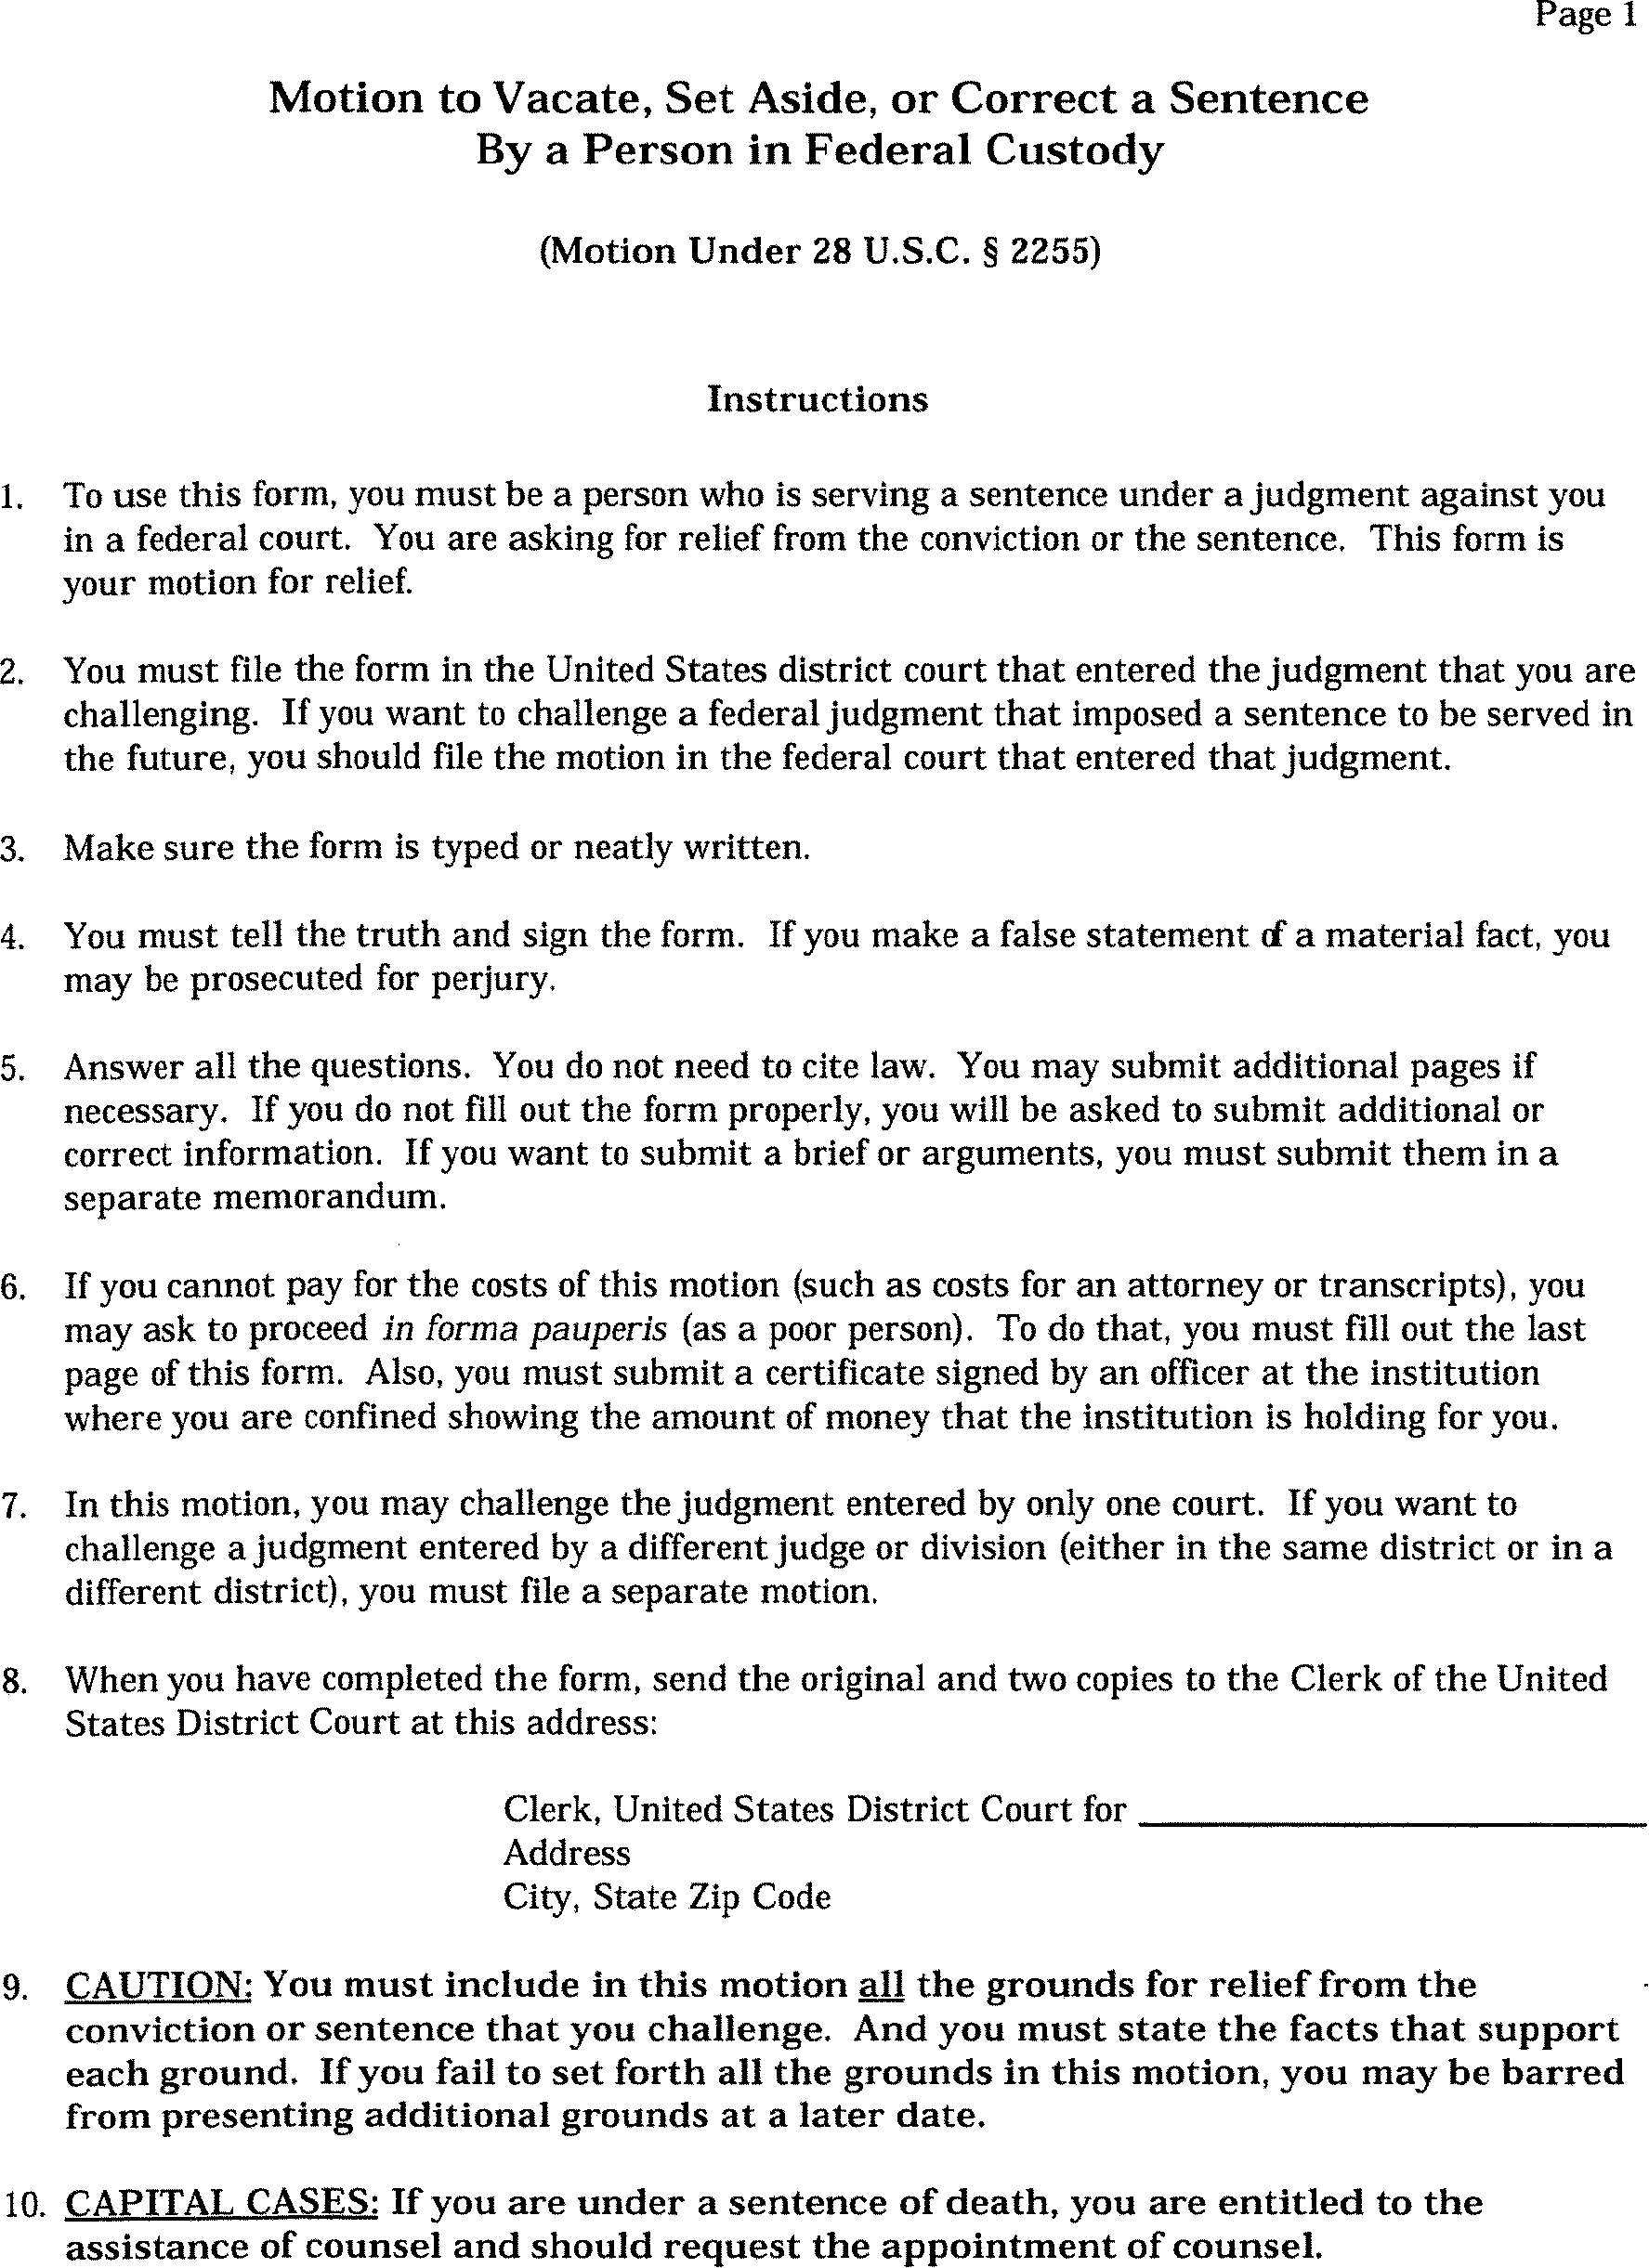 Page 1
Motion to Vacate, Set Aside, or Correct a Sentence
By a Person in Federal Custody
(Motion Under 28 U.S.C. § 2255)
Instructions
1. To use this form, you must be a person who is serving a sentence under a judgment against you
in a federal court. You are asking for relief from the conviction or the sentence. This form is
your motion for relief.
2. You must file the form in the United States district court that entered the judgment that you are
challenging. If you want to challenge a federal judgment that imposed a sentence to be served in
the future, you should file the motion in the federal court that entered that judgment.
3. Make sure the form is typed or neatly written.
4. You must tell the truth and sign the form. If you make a false statement of a material fact, you
may be prosecuted for perjury.
5. Answer all the questions. You do not need to cite law. You may submit additional pages if
necessary. If you do not fill out the form properly, you will be asked to submit additional or
correct information. If you want to submit a brief or arguments, you must submit them in a
separate memorandum.
6. If you cannot pay for the costs of this motion (such as costs for an attorney or transcripts), you
may ask to proceed in forma pauperis (as a poor person). To do that, you must fill out the last
page of this form. Also, you must submit a certificate signed by an officer at the institution
where you are confined showing the amount of money that the institution is holding for you.
7. In this motion, you may challenge the judgment entered by only one court. If you want to
challenge a judgment entered by a different judge or division (either in the same district or in a
different district), you must file a separate motion.
8. When you have completed the form, send the original and two copies to the Clerk of the United
States District Court at this address:
Clerk, United States District Court for
Address
City, State Zip Code
9. CAUTION: You must include in this motion all the grounds for relief from the
conviction or sentence that you challenge. And you must state the facts that support
each ground. If you fail to set forth all the grounds in this motion, you may be barred
from presenting additional grounds at a later date.
10. CAPITAL CASES: If you are under a sentence of death, you are entitled to the
assistance of counsel and should request the appointment of counsel.